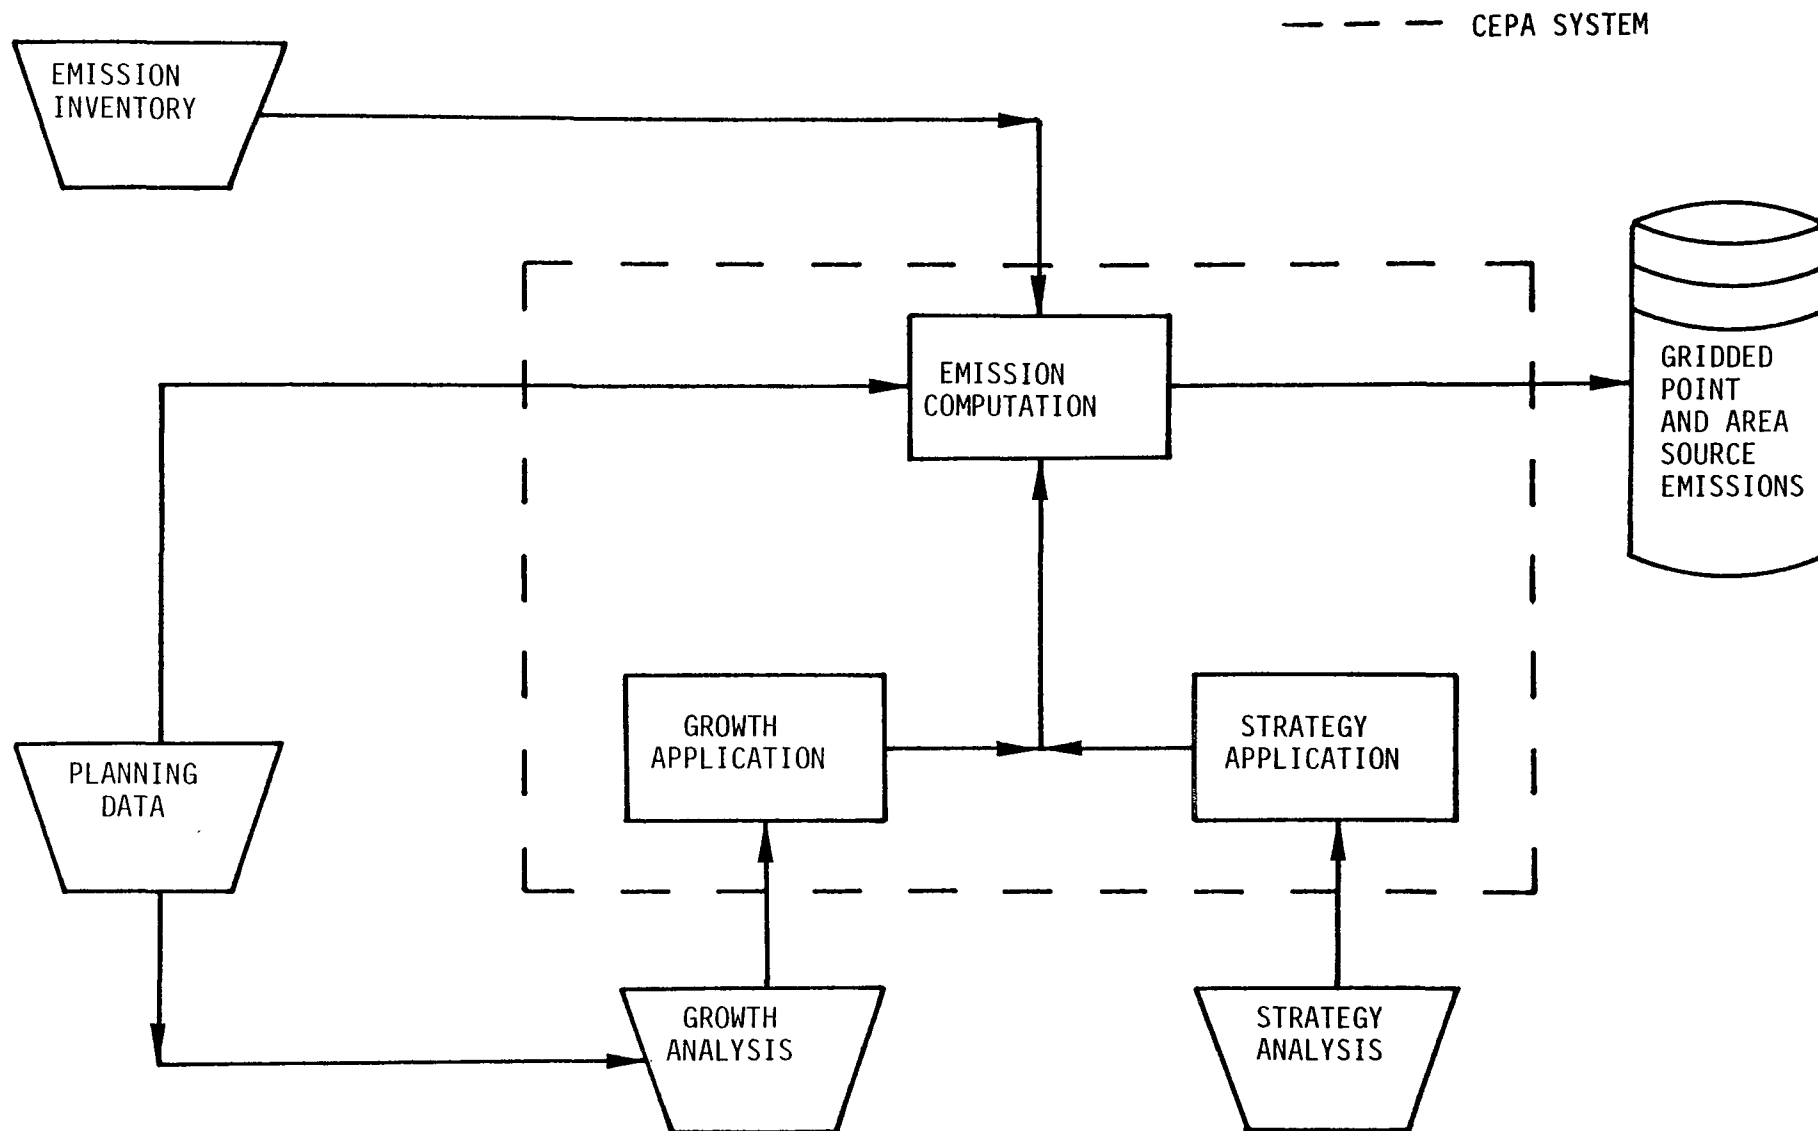 CEPA SYSTEM
EMISSION
INVENTORY
EMISSION
COMPUTATION
GRIDDED
POINT
AND AREA
SOURCE
EMISSIONS
GROWTH
APPLICATION
STRATEGY
APPLICATION
PLANNING
DATA
GROWTH
ANALYSIS
STRATEGY
ANALYSIS